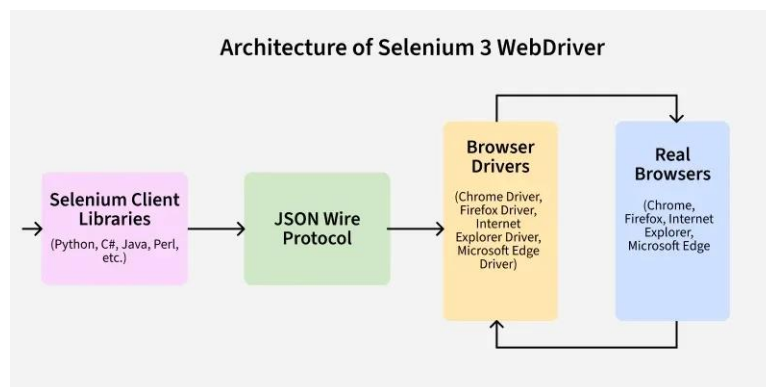 Architecture of Selenium 3 WebDriver
Selenium Client
Libraries
(Python, C#, Java, Perl,
etc.)
JSON Wire
Protocol
Browser
Drivers
(Chrome Driver,
Firefox Driver,
Internet
Explorer Driver,
Microsoft Edge
Driver)
Real
Browsers
(Chrome,
Firefox, Internet
Explorer,
Microsoft Edge